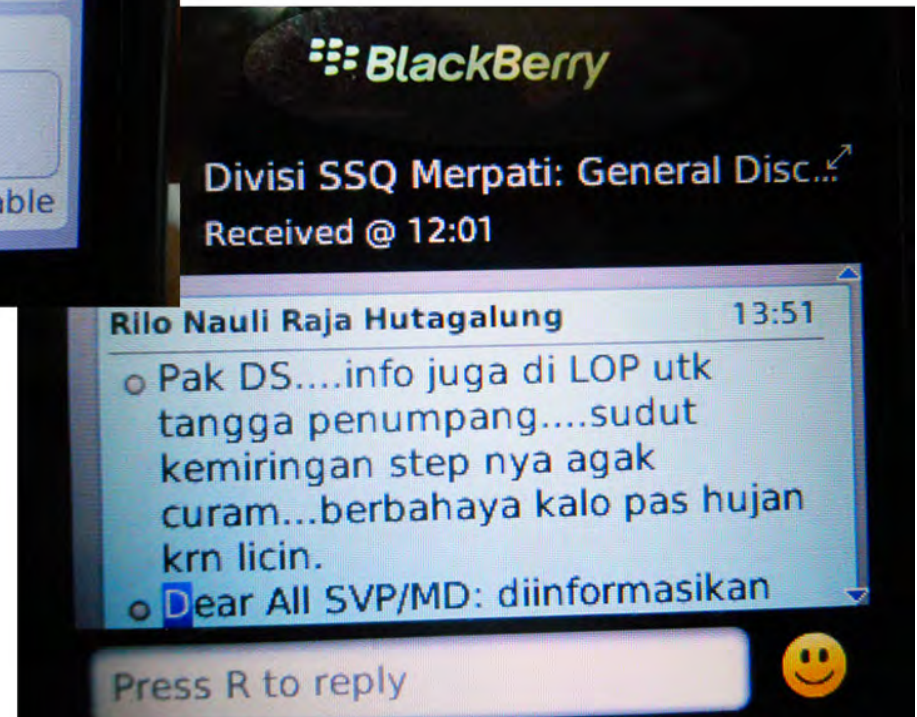 able
BlackBerry
Divisi SSQ Merpati: General Disc...
Received @ 12:01
Rilo Nauli Raja Hutagalung 13:51
Pak DS....info juga di LOP utk
tangga penumpang....sudut
kemiringan step nya agak
curam...berbahaya kalo pas hujan
krn licin.
Dear All SVP/MD: diinformasikan
Press R to reply